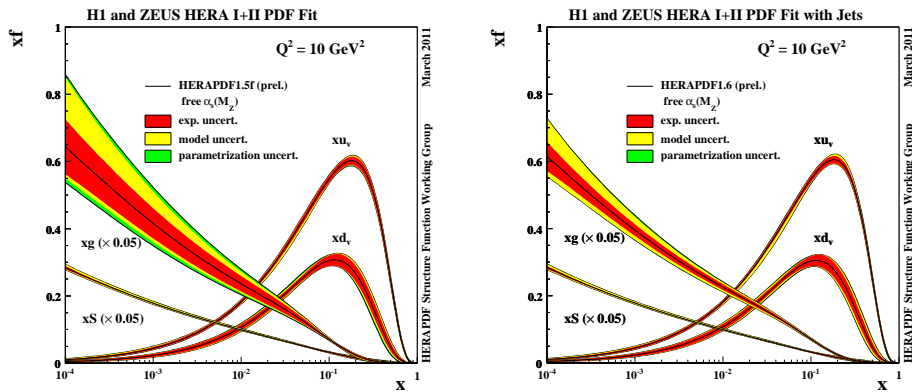 H1 and ZEUS HERA I+II PDF Fit
xf
1
0.8
0.6
0.4
0.2
0
Q² = 10 GeV²
HERAPDF1.5f (prel.)
free αs(MZ)
exp. uncert.
model uncert.
parametrization uncert.
xuv
xdv
xg (× 0.05)
xS (× 0.05)
10⁻⁴ 10⁻³ 10⁻² 10⁻¹ 1
x
March 2011
HERAPDF Structure Function Working Group
H1 and ZEUS HERA I+II PDF Fit with Jets
xf
1
0.8
0.6
0.4
0.2
0
Q² = 10 GeV²
HERAPDF1.6 (prel.)
free αs(MZ)
exp. uncert.
model uncert.
parametrization uncert.
xuv
xdv
xg (× 0.05)
xS (× 0.05)
10⁻⁴ 10⁻³ 10⁻² 10⁻¹ 1
x
March 2011
HERAPDF Structure Function Working Group